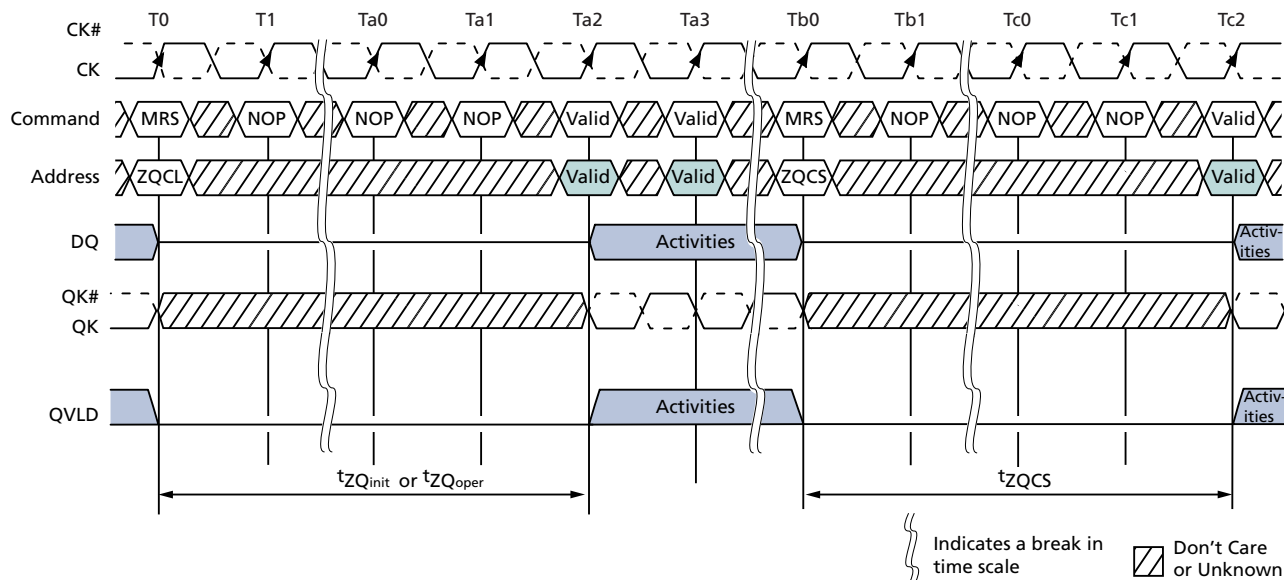 T0 T1 Ta0 Ta1 Ta2 Ta3 Tb0 Tb1 Tc0 Tc1 Tc2
CK#
CK
Command MRS NOP NOP NOP Valid Valid MRS NOP NOP NOP Valid
Address ZQCL Valid Valid ZQCS Valid
DQ Activities Activ-
ities
QK#
QK
QVLD Activities Activ-
ities
tZQinit or tZQoper tZQCS
Indicates a break in
time scale
Don't Care
or Unknown